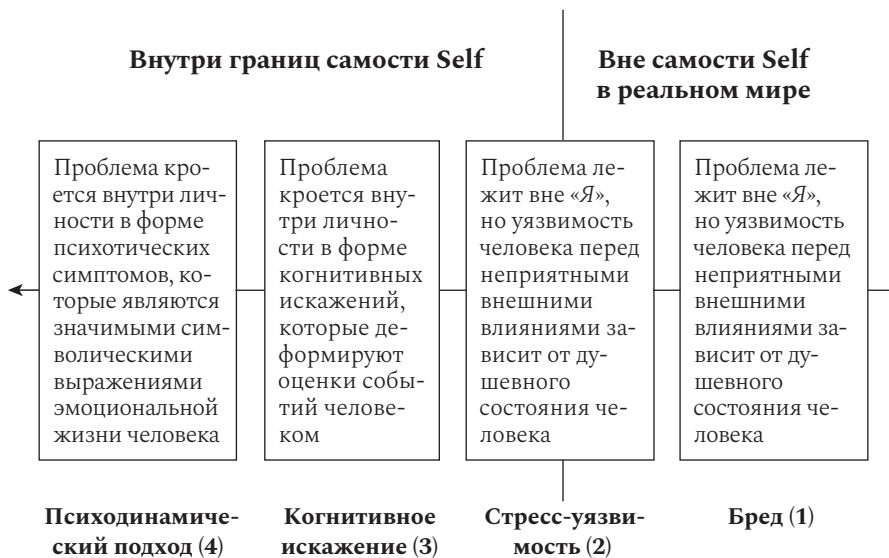 Внутри границ самости Self
Вне самости Self
в реальном мире
Проблема кро-
ется внутри лич-
ности в форме
психотических
симптомов, ко-
торые являются
значимыми сим-
волическими
выражениями
эмоциональной
жизни человека
Проблема
кроется вну-
три лично-
сти в форме
когнитивных
искажений,
которые де-
формируют
оценки собы-
тий челове-
ком
Проблема ле-
жит вне «Я»,
но уязвимость
человека перед
неприятными
внешними
влияниями за-
висит от ду-
шевного
состояния че-
ловека
Проблема ле-
жит вне «Я»,
но уязвимость
человека перед
неприятными
внешними
влияниями за-
висит от ду-
шевного
состояния че-
ловека
Психодинамиче-
ский подход (4)
Когнитивное
искажение (3)
Стресс-уязви-
мость (2)
Бред (1)